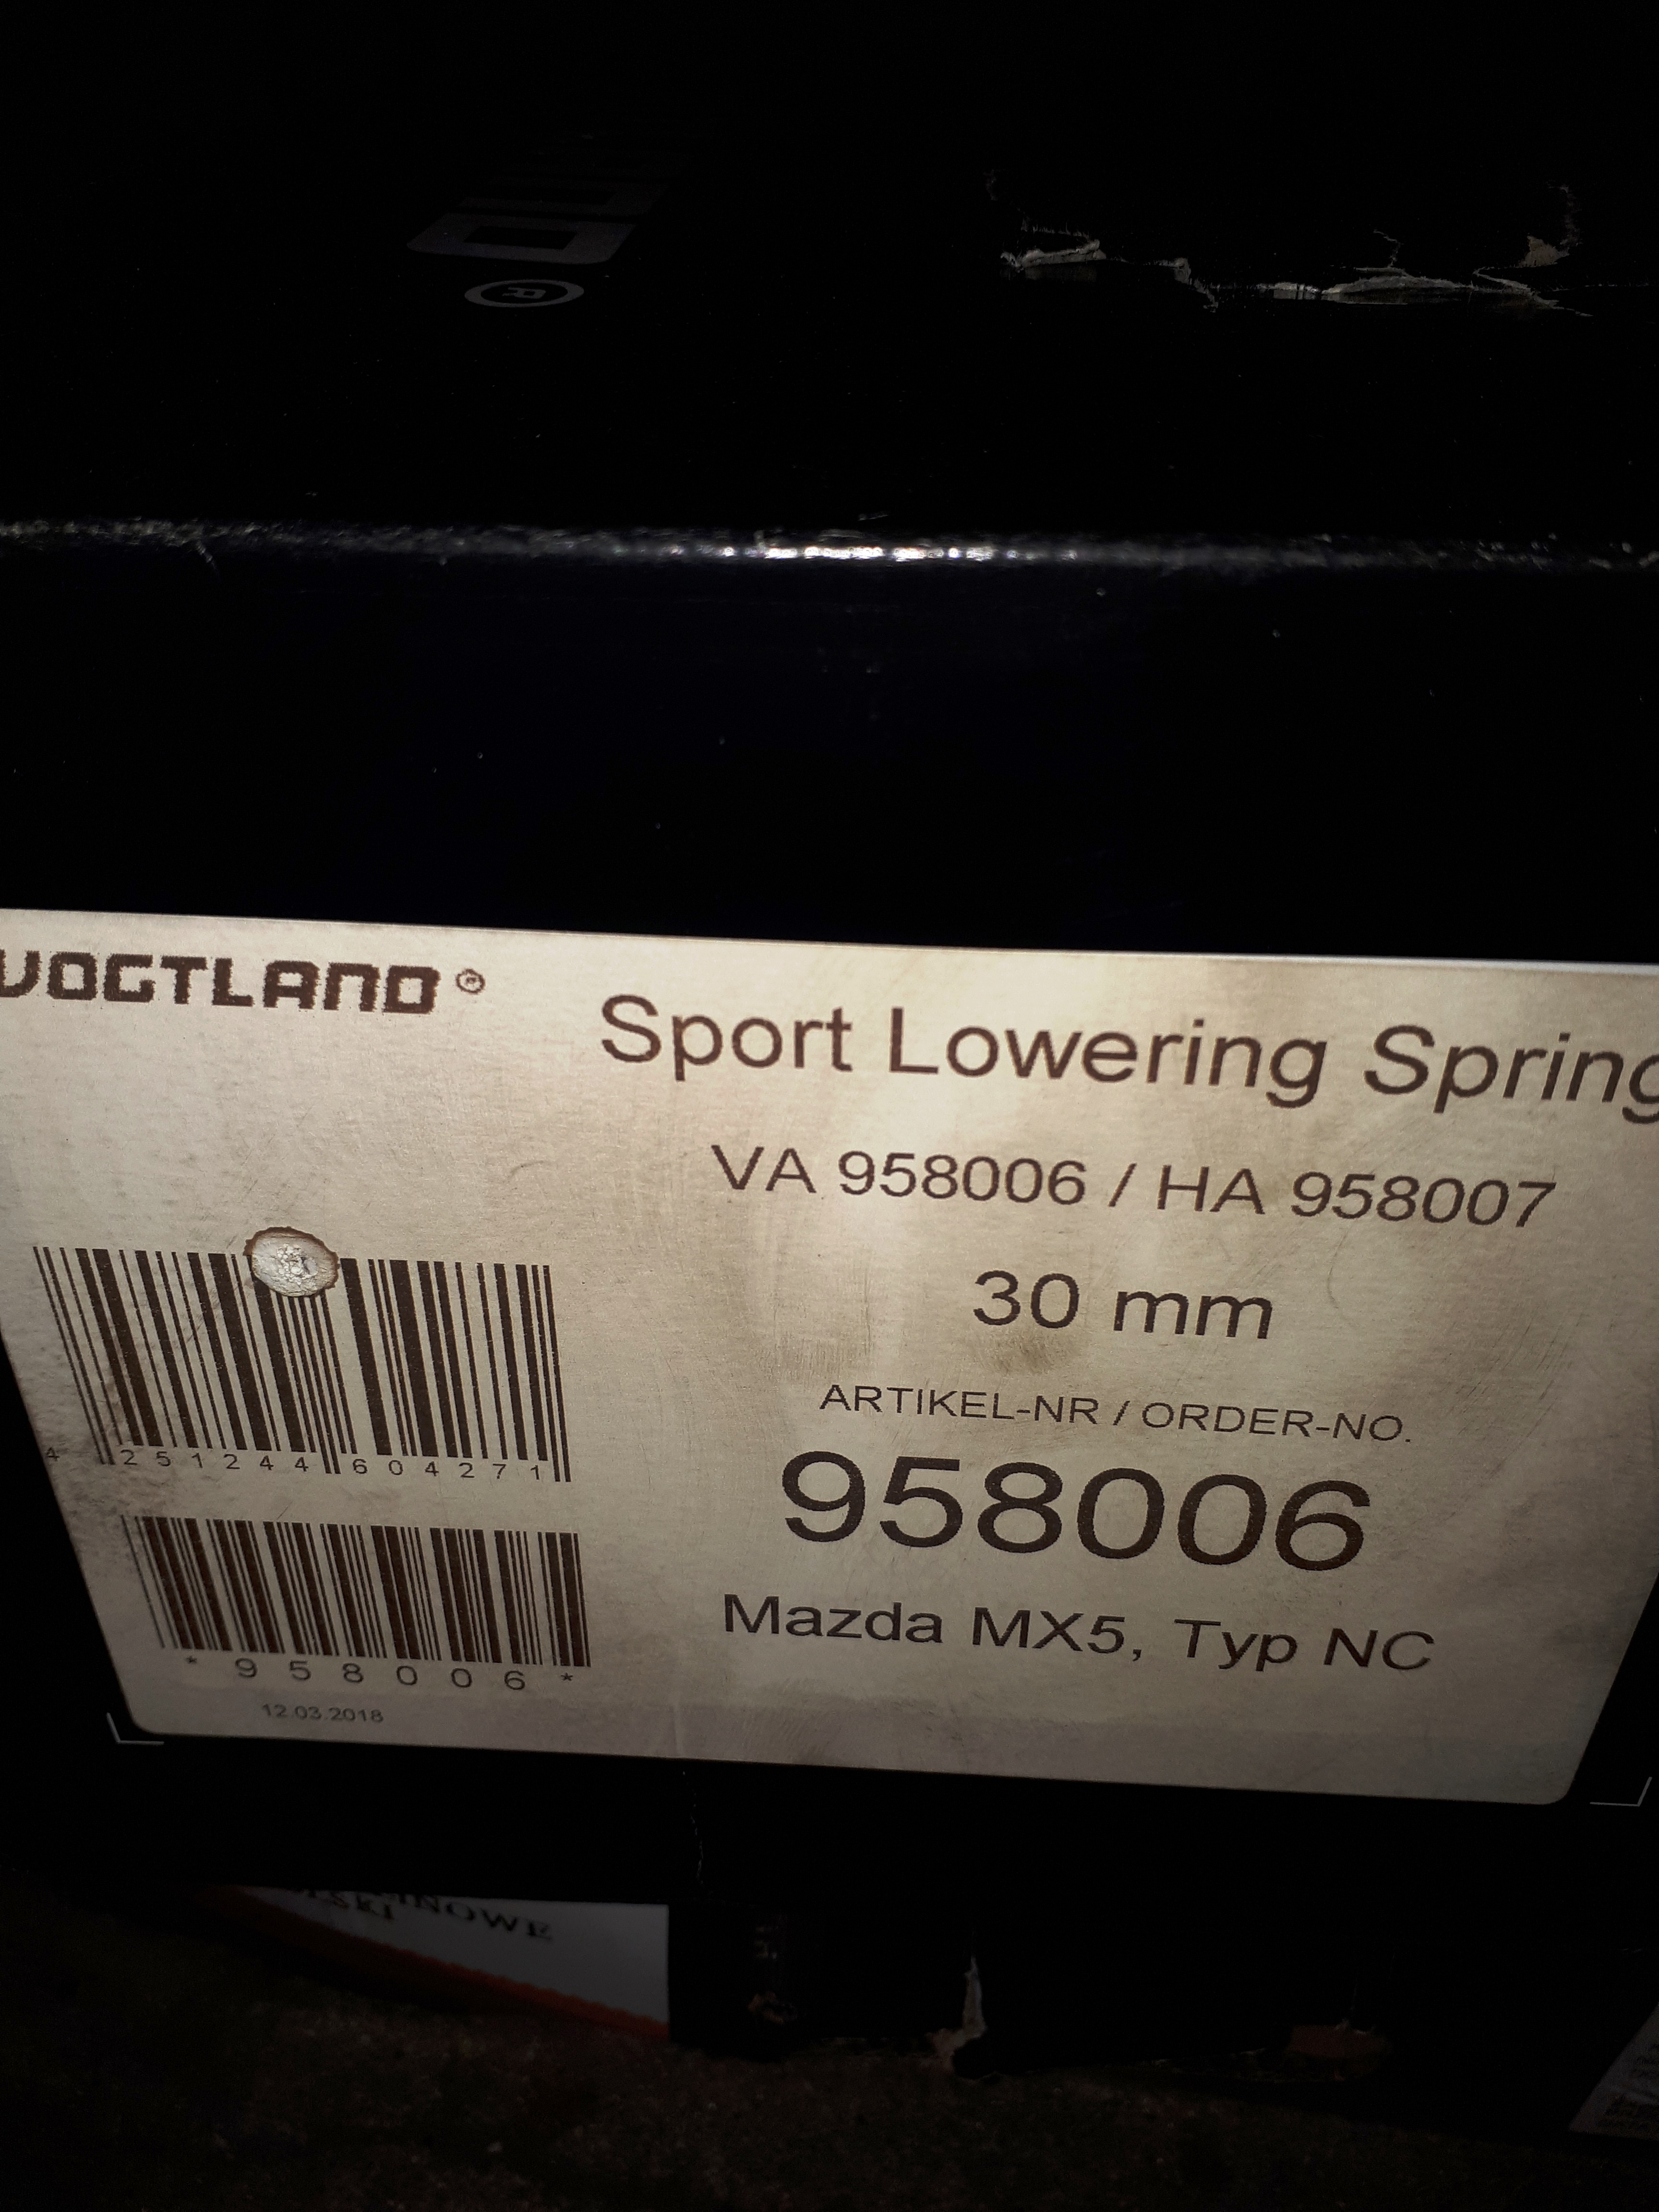 ®
VOGTLAND®
Sport Lowering Spring
VA 958006 / HA 958007
30 mm
ARTIKEL-NR / ORDER-NO.
958006
Mazda MX5, Typ NC
4 251244 604271
*958006*
12.03.2018